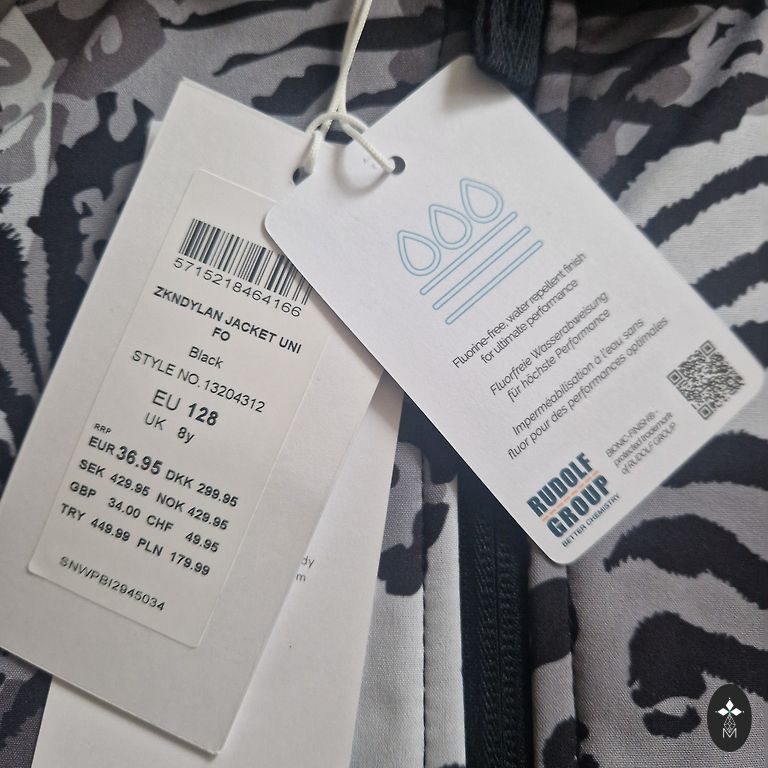 5715218464166
ZKNDYLAN JACKET UNI
FO
Black
STYLE NO. 13204312
EU 128
UK 8y
RRP
EUR 36.95 DKK 299.95
SEK 429.95 NOK 429.95
GBP 34.00 CHF 49.95
TRY 449.99 PLN 179.99
SNWPBI2945034
Fluorine-free, water repellent finish
for ultimate performance
Fluorfreie Wasserabweisung
für höchste Performance
Imperméabilisation à l'eau sans
fluor pour des performances optimales
BIONIC-FINISH® -
protected trademark
of RUDOLF GROUP
RUDOLF
GROUP
BETTER CHEMISTRY
dy
m
M